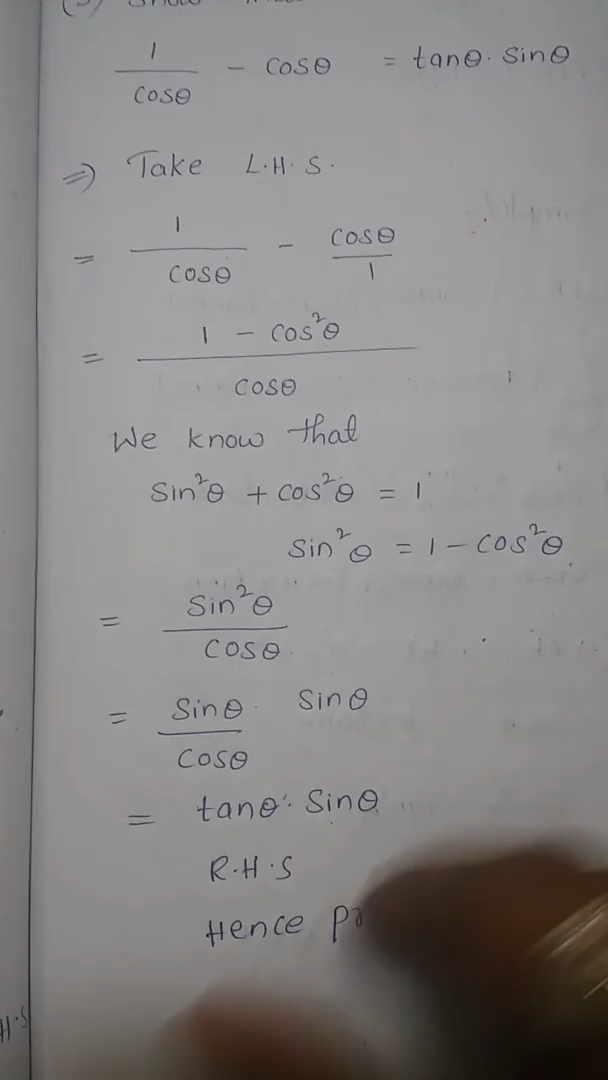 1/cosθ - cosθ = tanθ. sinθ
⇒ Take L.H.S.
= 1/cosθ - cosθ/1
= (1 - cos²θ)/cosθ
We know that
sin²θ + cos²θ = 1
sin²θ = 1 - cos²θ
= sin²θ/cosθ
= sinθ/cosθ . sinθ
= tanθ. sinθ
R.H.S
Hence